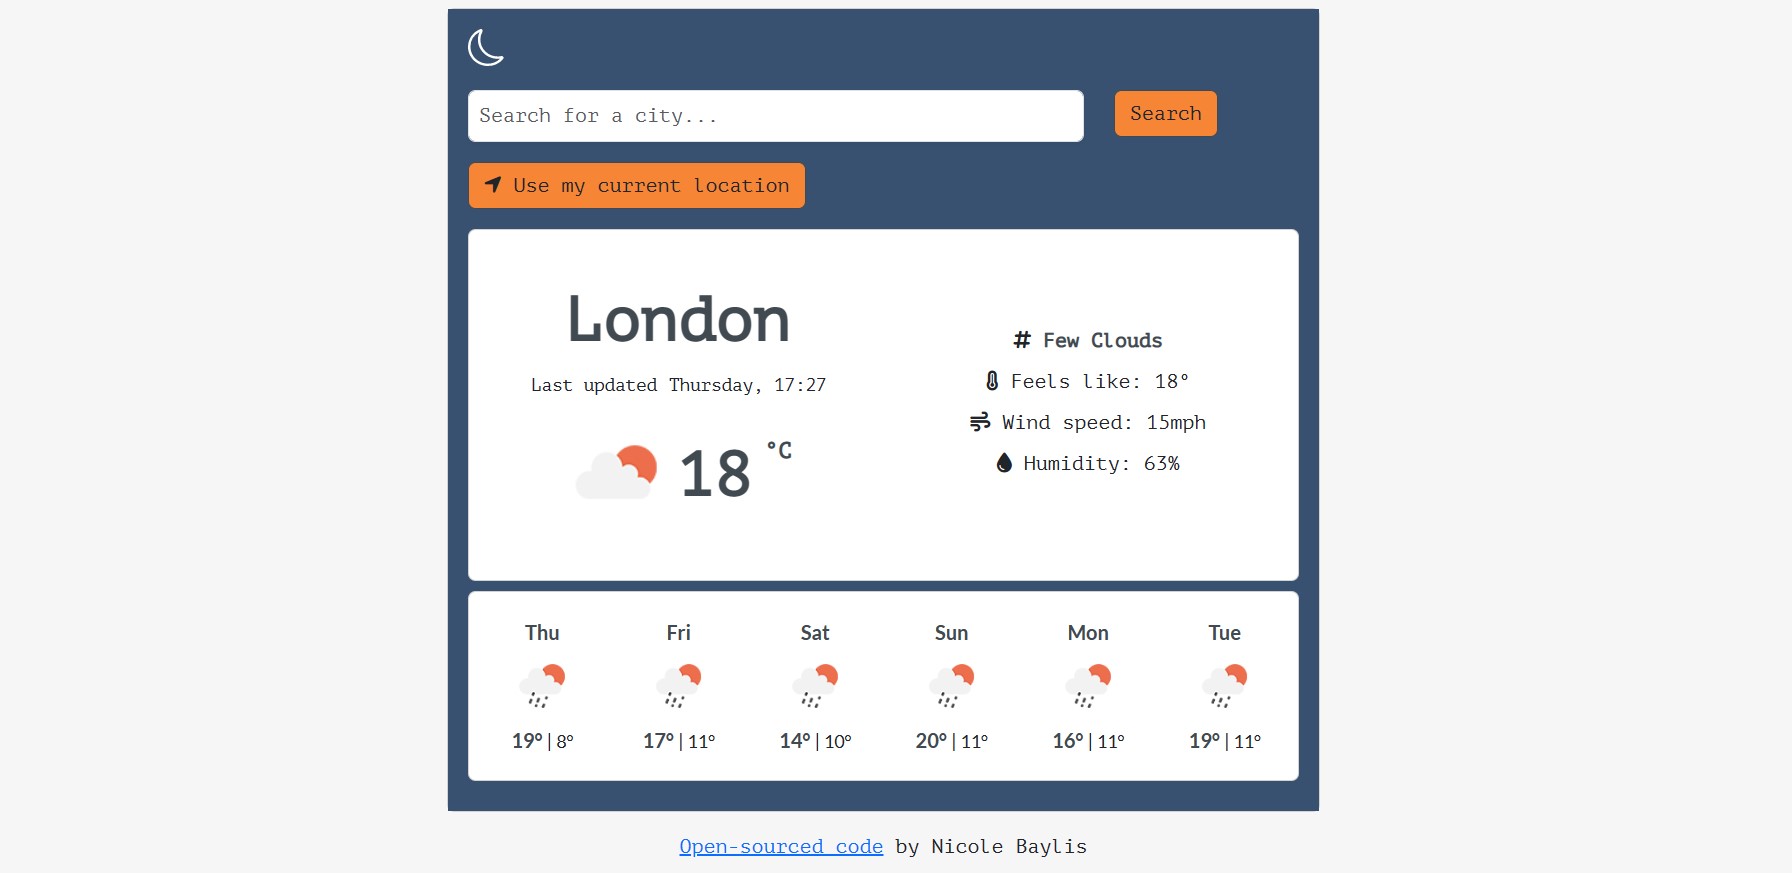 Search for a city...
Search
Use my current location
London
Last updated Thursday, 17:27
18 °C
# Few Clouds
Feels like: 18°
Wind speed: 15mph
Humidity: 63%
Thu Fri Sat Sun Mon Tue
19° | 8° 17° | 11° 14° | 10° 20° | 11° 16° | 11° 19° | 11°
Open-sourced code by Nicole Baylis